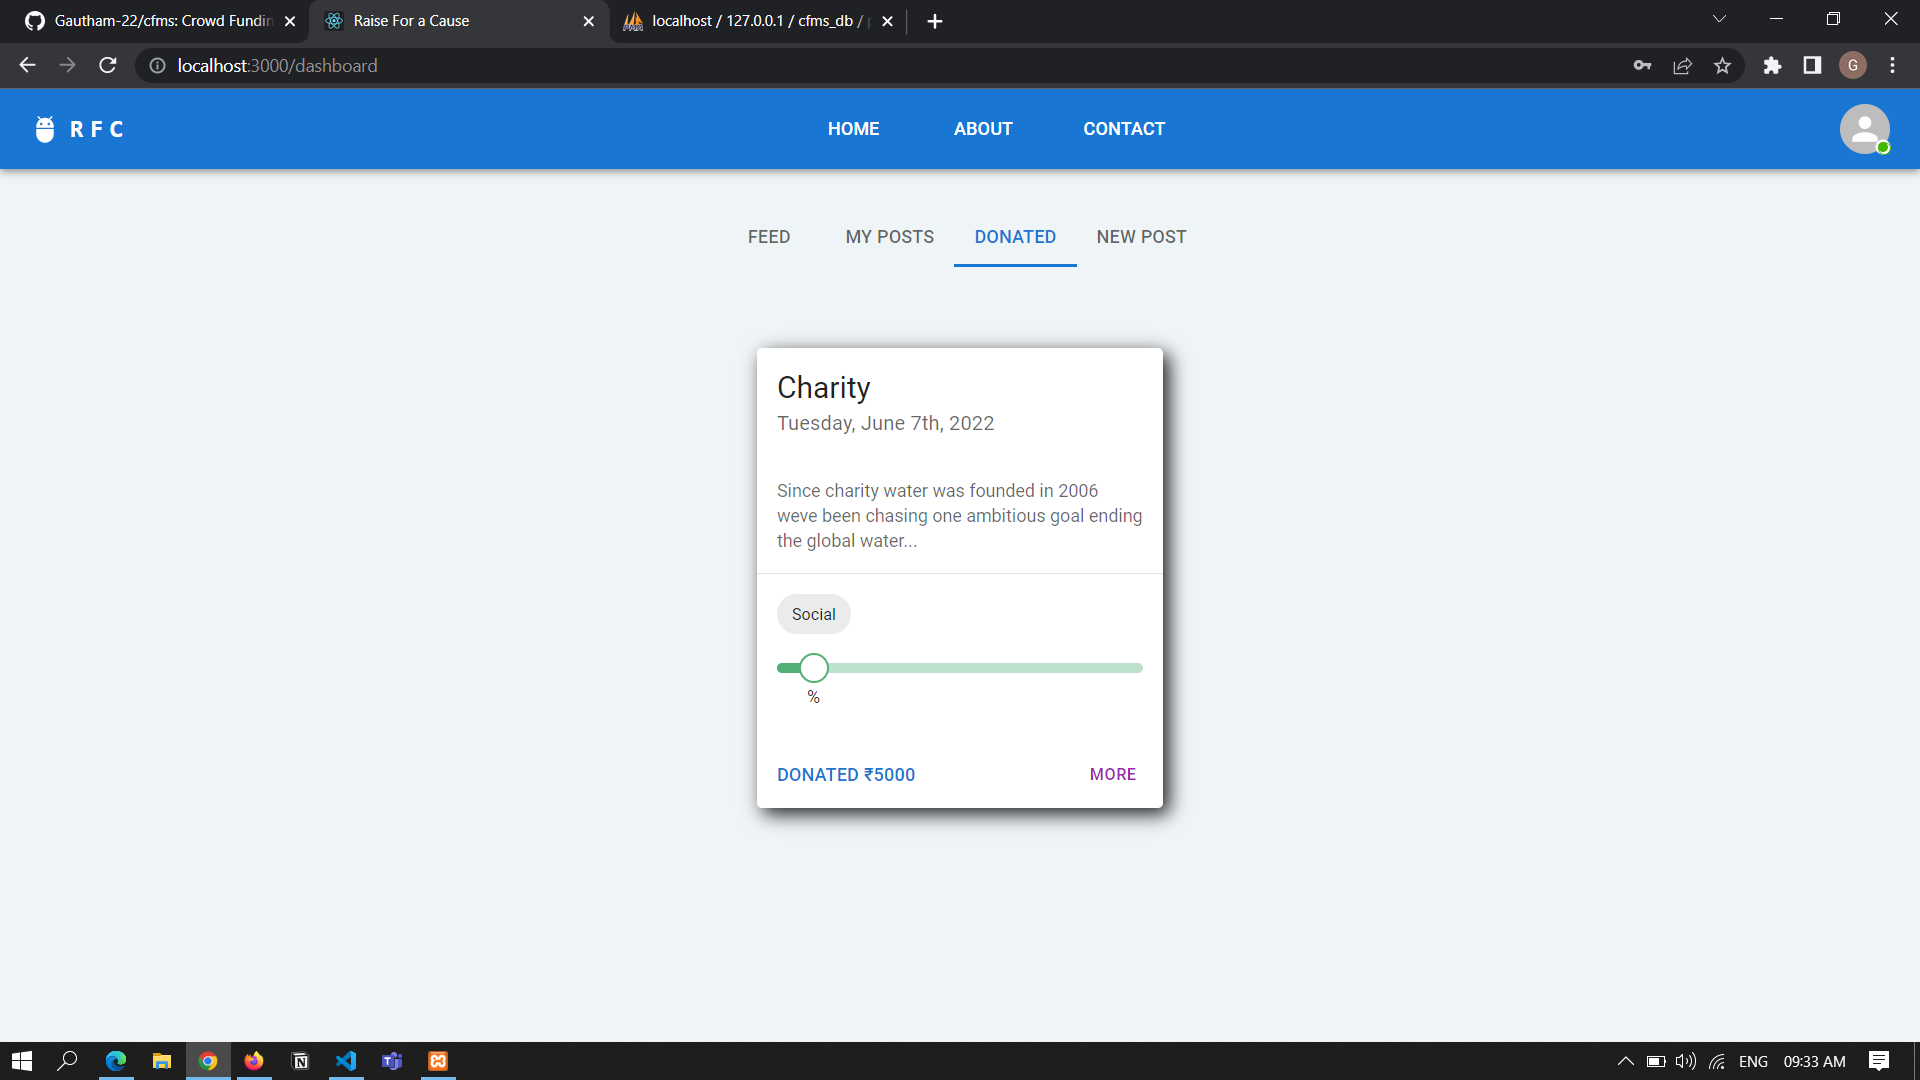 Gautham-22/cfms: Crowd Fundin
Raise For a Cause
localhost / 127.0.0.1 / cfms_db /
localhost:3000/dashboard
G
R F C
HOME
ABOUT
CONTACT
FEED
MY POSTS
DONATED
NEW POST
Charity
Tuesday, June 7th, 2022
Since charity water was founded in 2006
weve been chasing one ambitious goal ending
the global water...
Social
%
DONATED ₹5000
MORE
ENG
09:33 AM